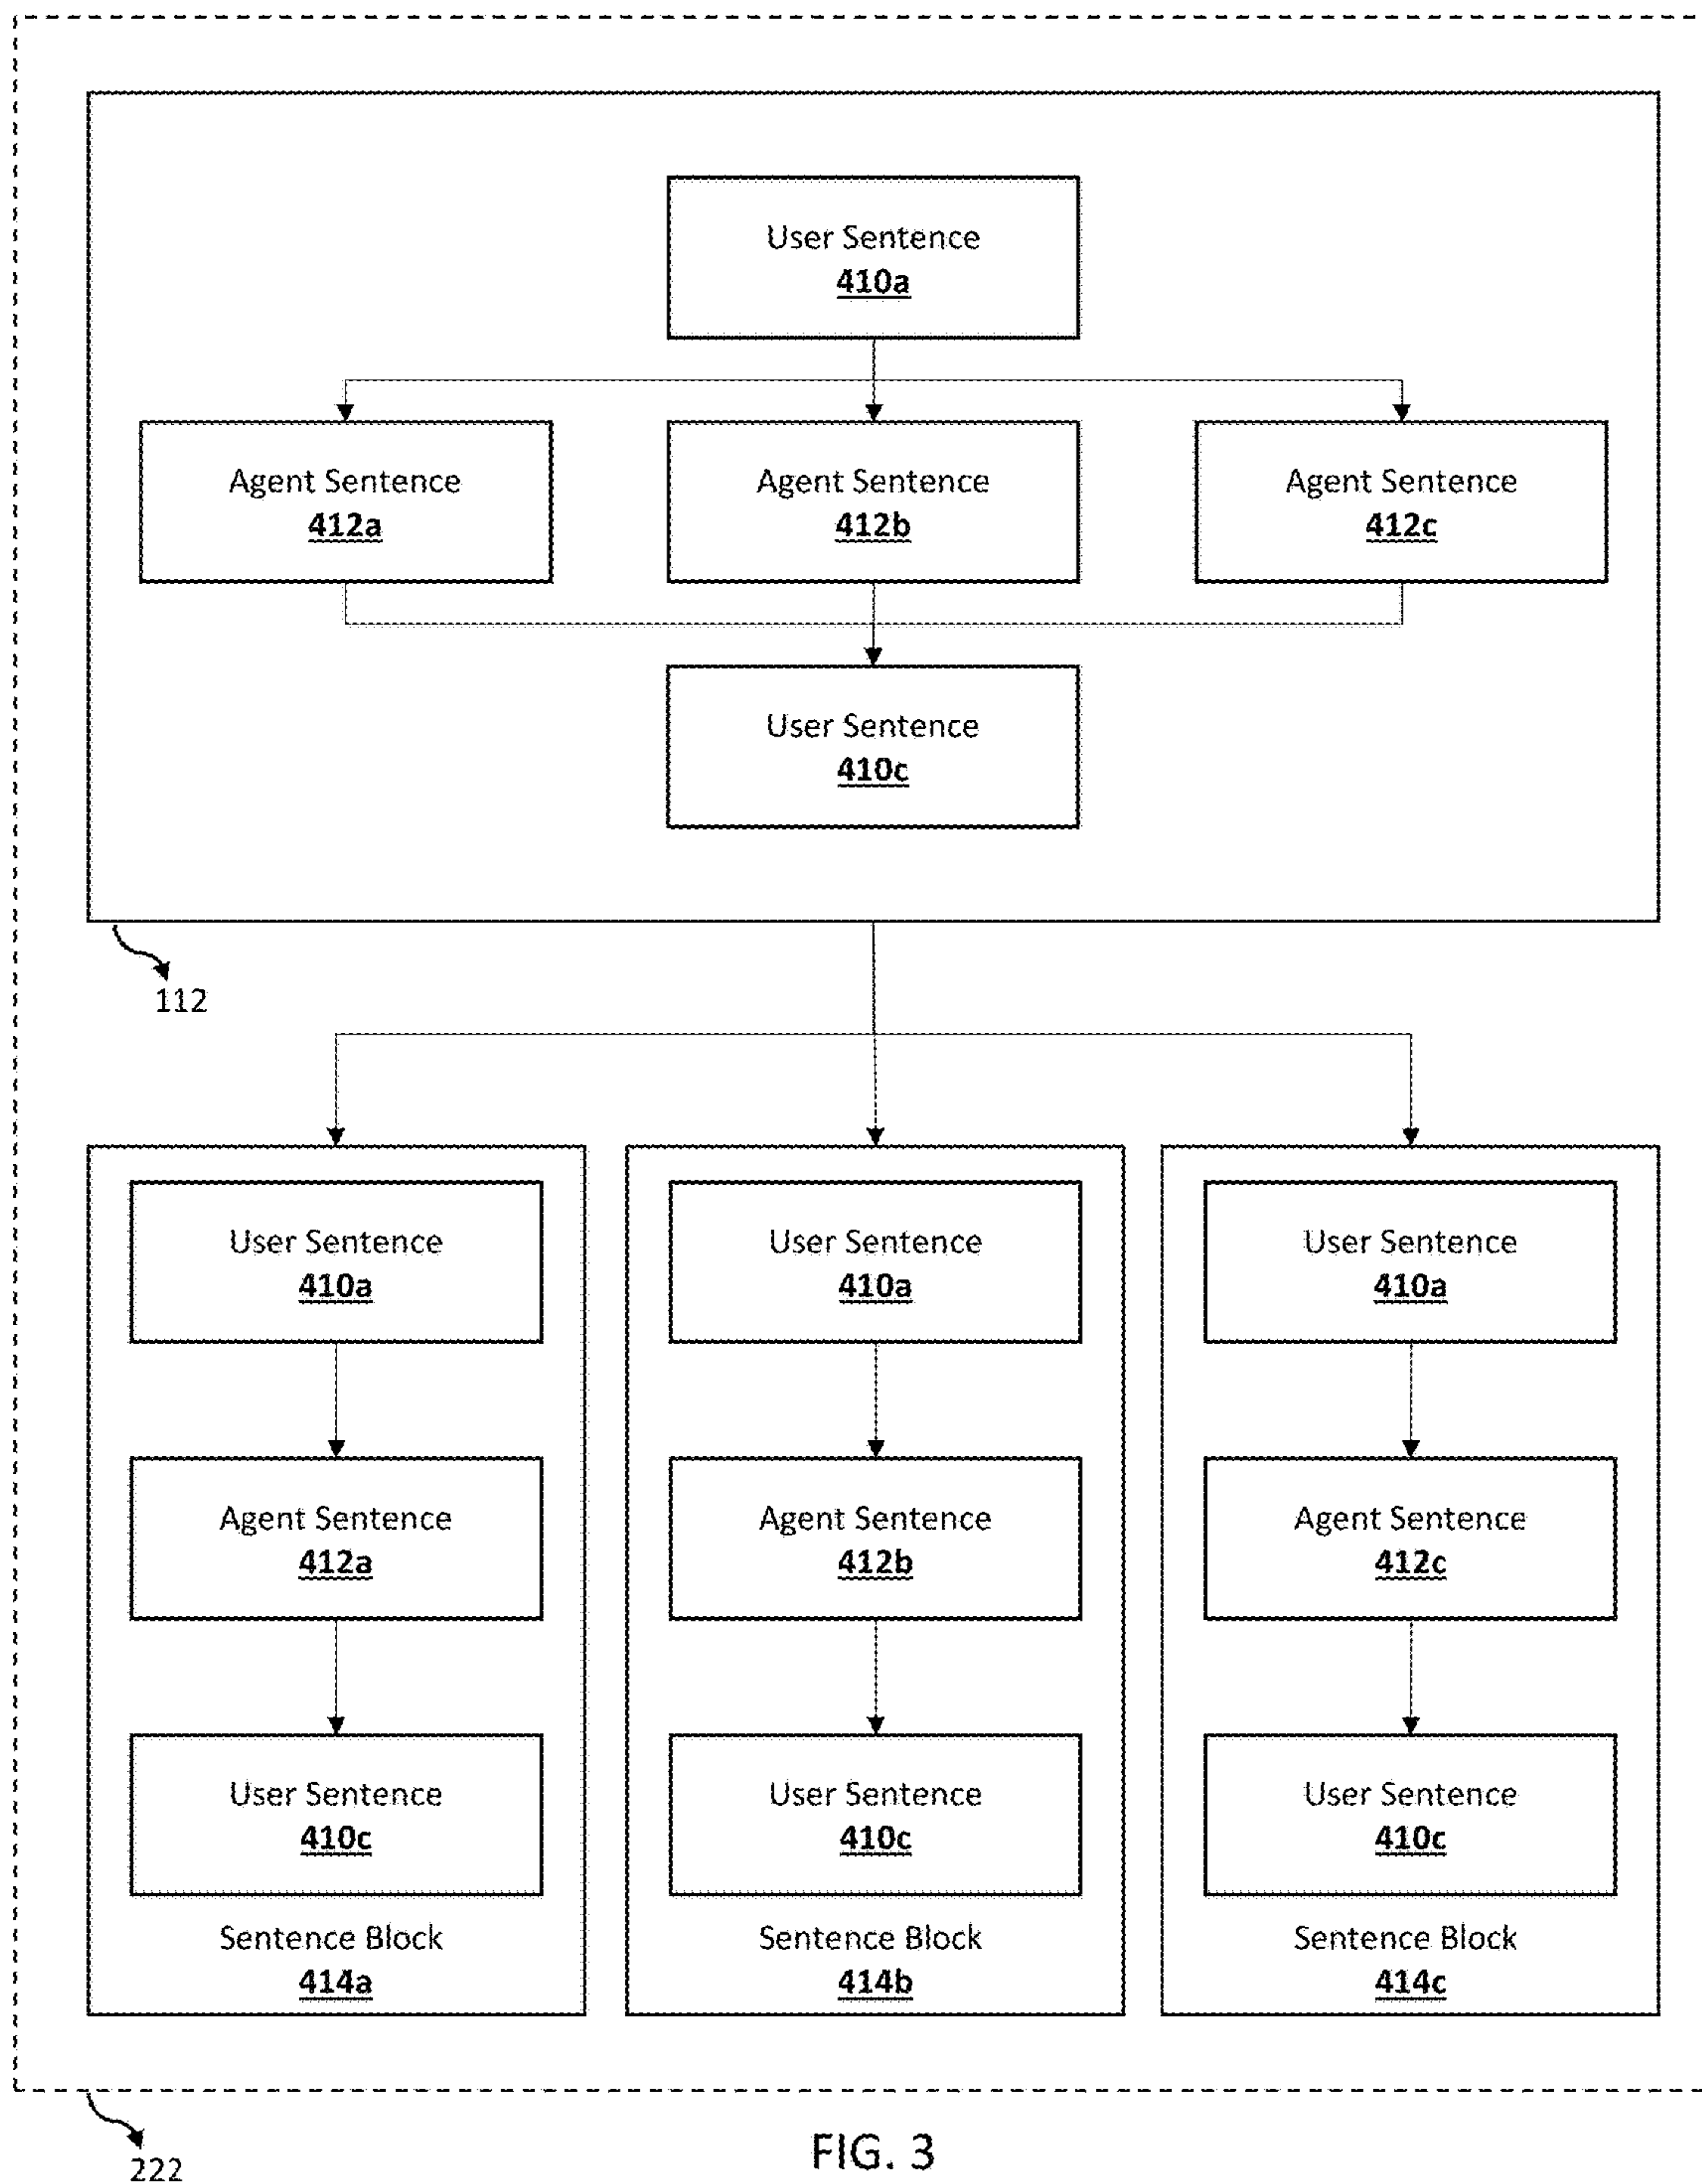 User Sentence
410a
Agent Sentence
412a
Agent Sentence
412b
Agent Sentence
412c
User Sentence
410c
112
User Sentence
410a
Agent Sentence
412a
User Sentence
410c
Sentence Block
414a
User Sentence
410a
Agent Sentence
412b
User Sentence
410c
Sentence Block
414b
User Sentence
410a
Agent Sentence
412c
User Sentence
410c
Sentence Block
414c
222
FIG. 3